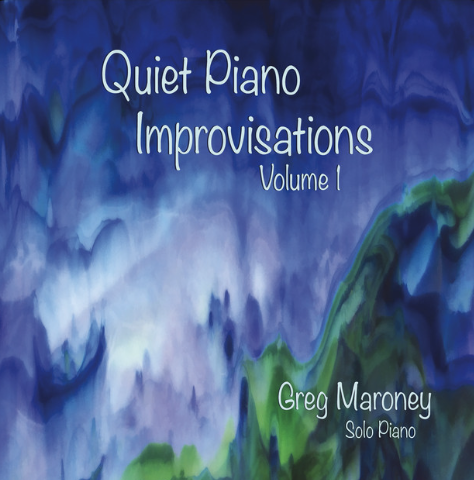 Quiet Piano
Improvisations
Volume 1
Greg Maroney
Solo Piano